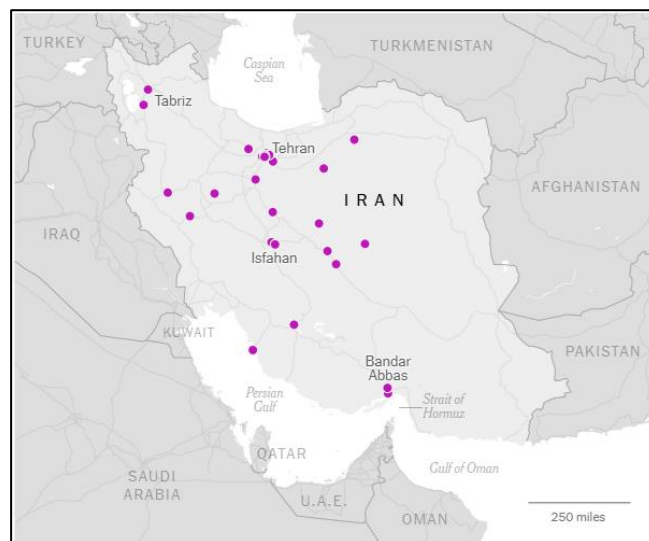 TURKEY
TURKMENISTAN
Caspian
Sea
Tabriz
Tehran
IRAN
AFGHANISTAN
IRAQ
Isfahan
KUWAIT
Bandar
Abbas
PAKISTAN
Persian
Gulf
Strait of
Hormuz
QATAR
Gulf of Oman
SAUDI
ARABIA
U.A.E.
OMAN
250 miles